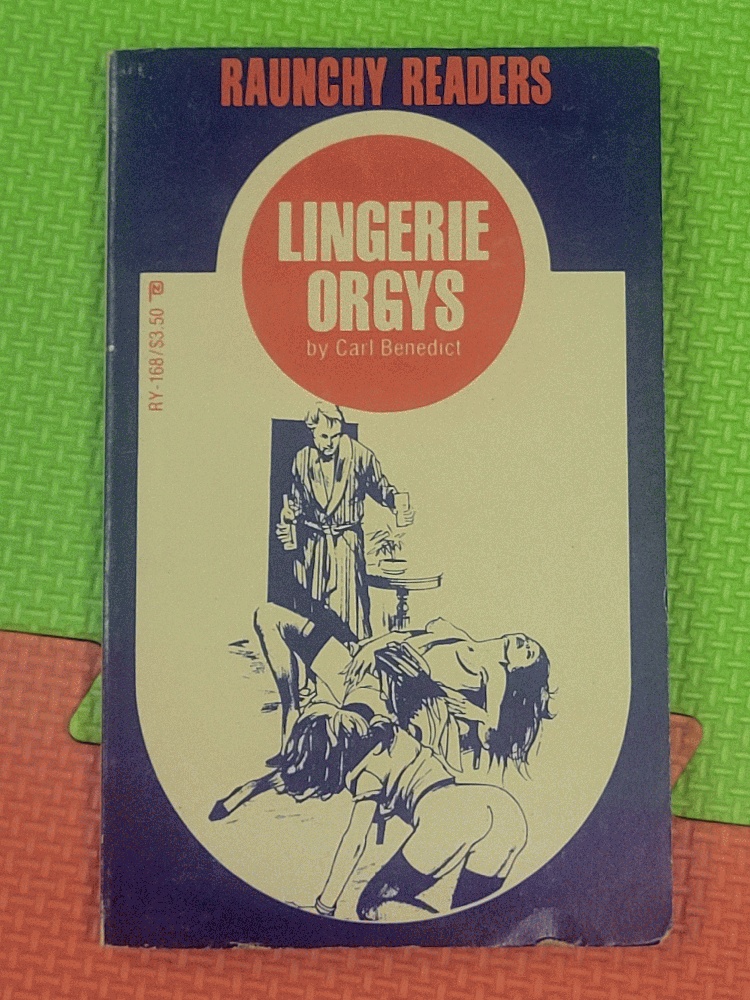 RAUNCHY READERS
LINGERIE
ORGYS
by Carl Benedict
RY-168/$3.50